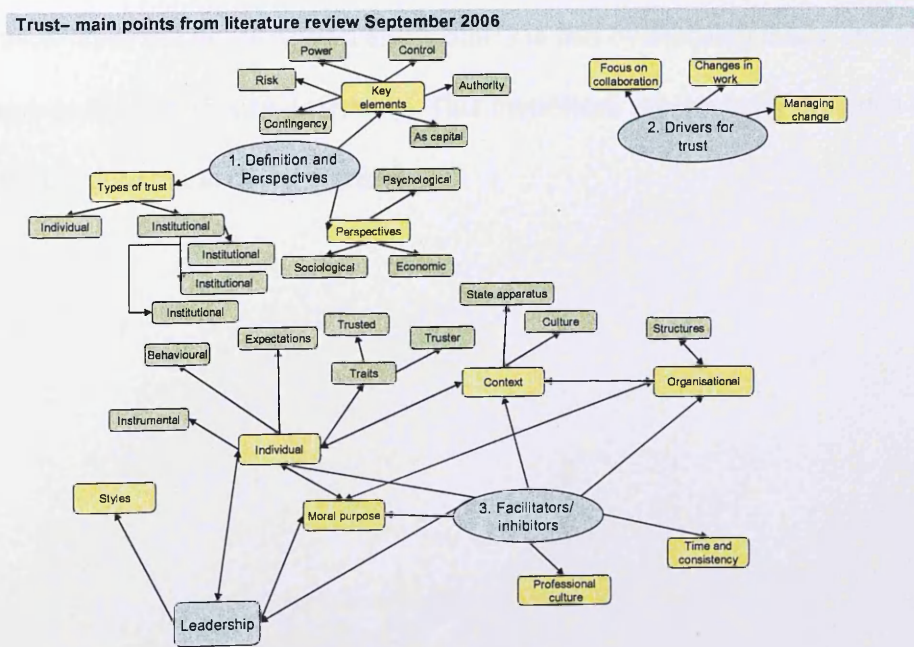 Trust– main points from literature review September 2006
Power
Control
Risk
Key
elements
Authority
Contingency
As capital
1. Definition and
Perspectives
Types of trust
Individual
Institutional
Institutional
Institutional
Institutional
Psychological
Perspectives
Sociological
Economic
Focus on
collaboration
Changes in
work
Managing
change
2. Drivers for
trust
State apparatus
Culture
Structures
Expectations
Trusted
Truster
Behavioural
Traits
Context
Organisational
Instrumental
Individual
Styles
Moral purpose
3. Facilitators/
inhibitors
Time and
consistency
Professional
culture
Leadership